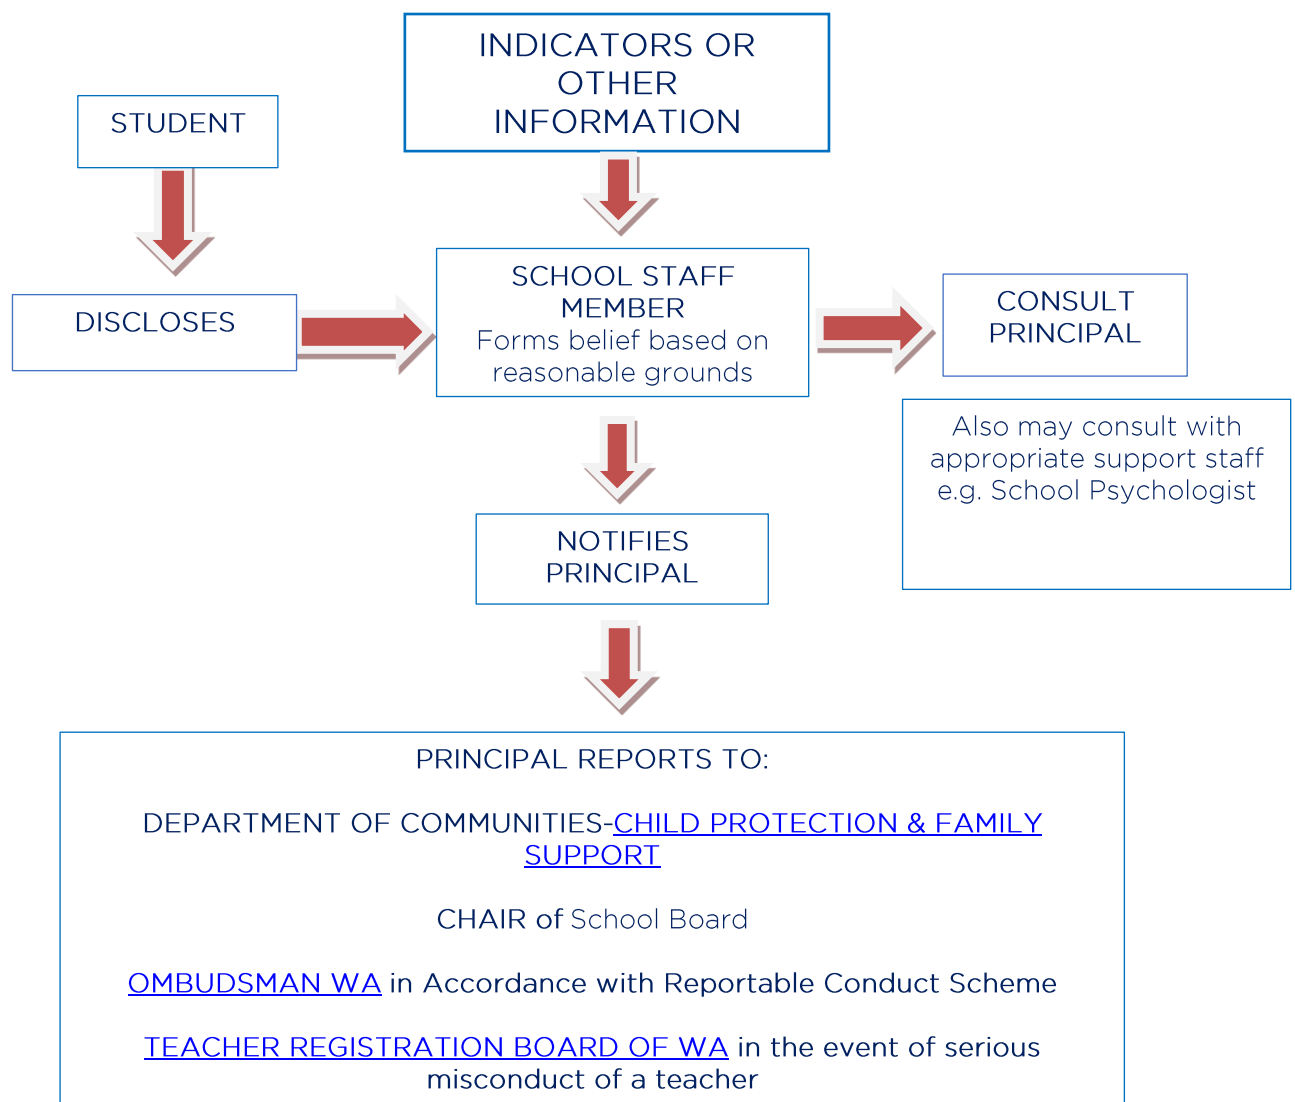 INDICATORS OR
OTHER
INFORMATION
STUDENT
DISCLOSES
SCHOOL STAFF
MEMBER
Forms belief based on
reasonable grounds
CONSULT
PRINCIPAL
Also may consult with
appropriate support staff
e.g. School Psychologist
NOTIFIES
PRINCIPAL
PRINCIPAL REPORTS TO:
DEPARTMENT OF COMMUNITIES-CHILD PROTECTION & FAMILY
SUPPORT
CHAIR of School Board
OMBUDSMAN WA in Accordance with Reportable Conduct Scheme
TEACHER REGISTRATION BOARD OF WA in the event of serious
misconduct of a teacher